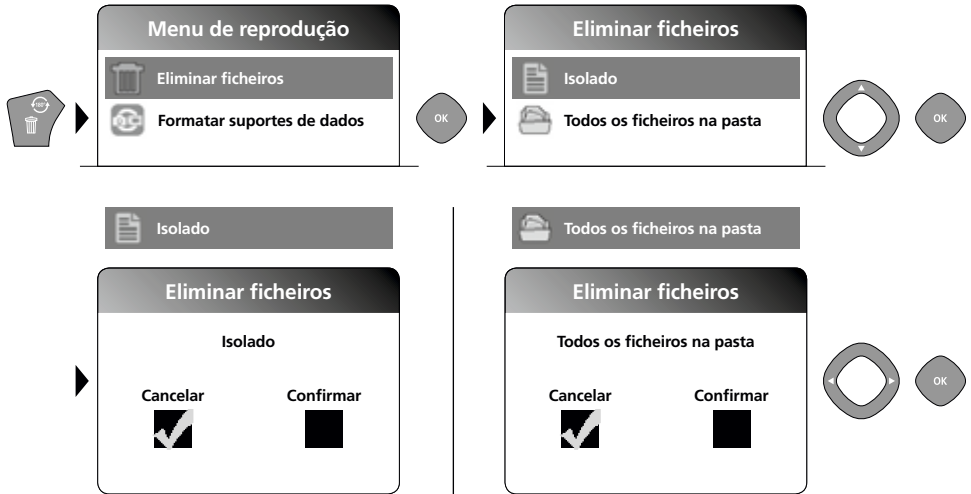 Menu de reprodução
Eliminar ficheiros
Formatar suportes de dados
180°
OK
Eliminar ficheiros
Isolado
Todos os ficheiros na pasta
OK
Isolado
Eliminar ficheiros
Isolado
Cancelar Confirmar
Todos os ficheiros na pasta
Eliminar ficheiros
Todos os ficheiros na pasta
Cancelar Confirmar
OK